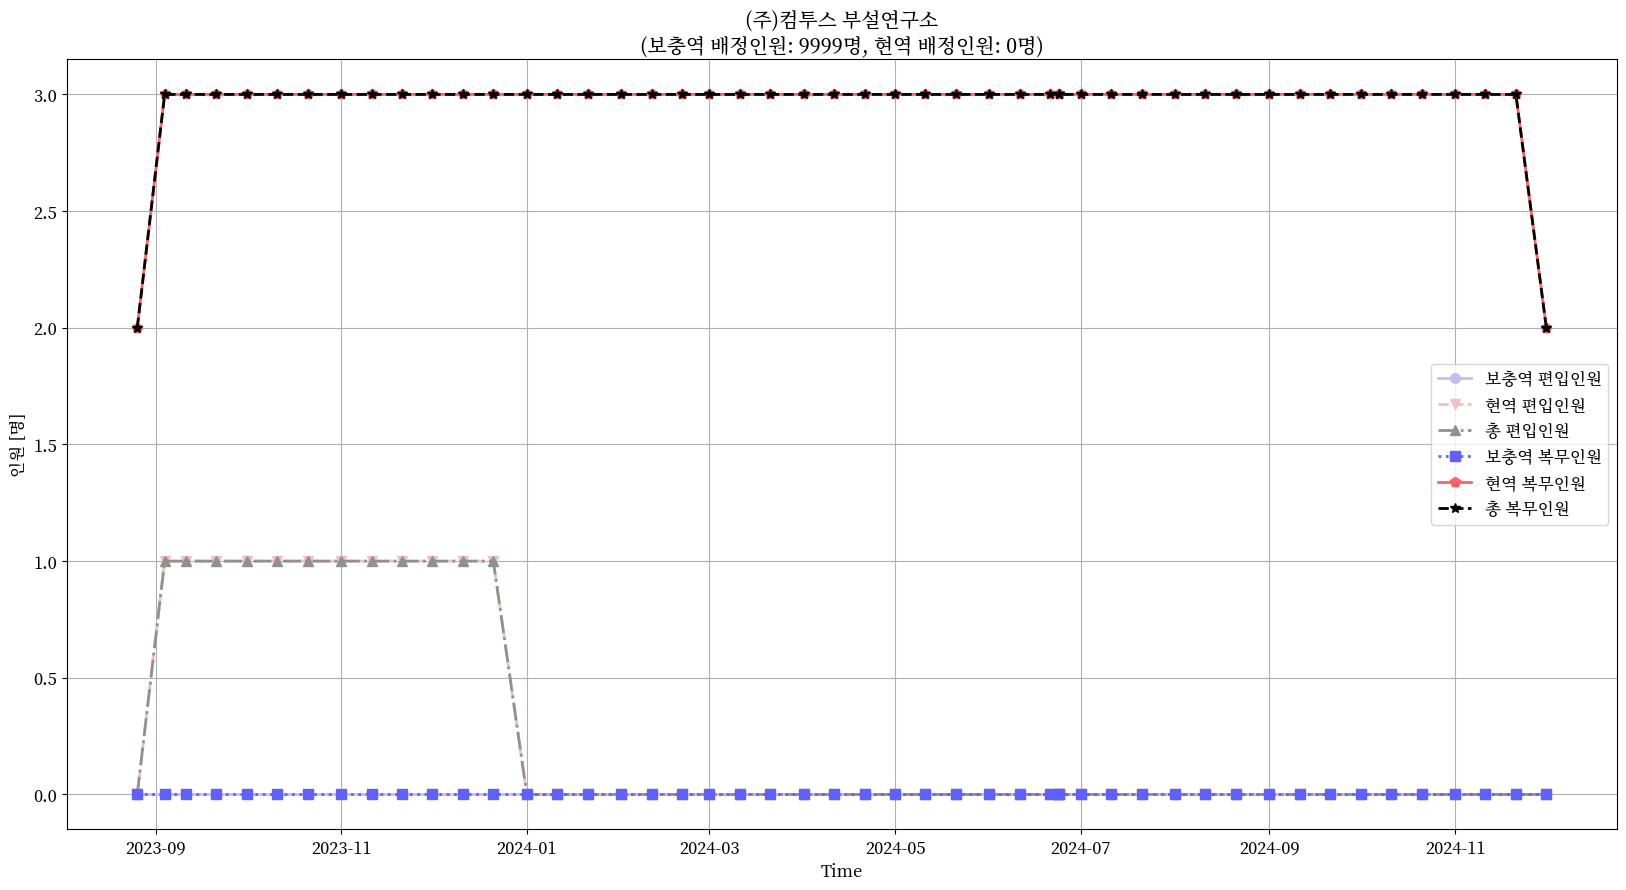 (주)컴투스 부설연구소
(보충역 배정인원: 9999명, 현역 배정인원: 0명)
3.0
2.5
2.0
1.5
1.0
0.5
0.0
인원 [명]
보충역 편입인원
현역 편입인원
총 편입인원
보충역 복무인원
현역 복무인원
총 복무인원
2023-09 2023-11 2024-01 2024-03 2024-05 2024-07 2024-09 2024-11
Time